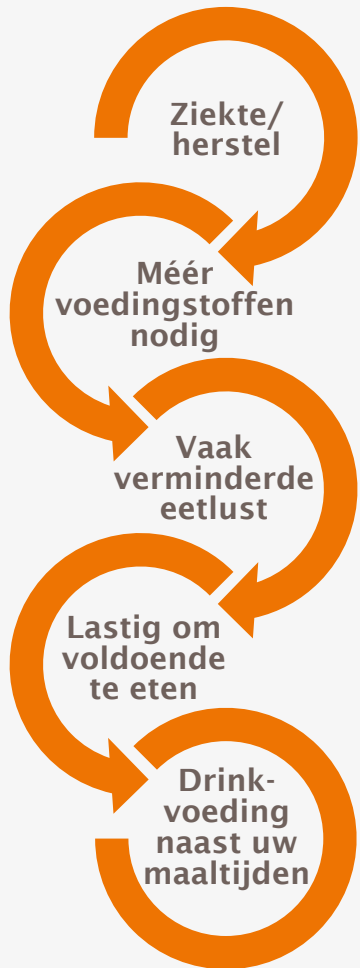 Ziekte/
herstel
Méér
voedingstoffen
nodig
Vaak
verminderde
eetlust
Lastig om
voldoende
te eten
Drink-
voeding
naast uw
maaltijden